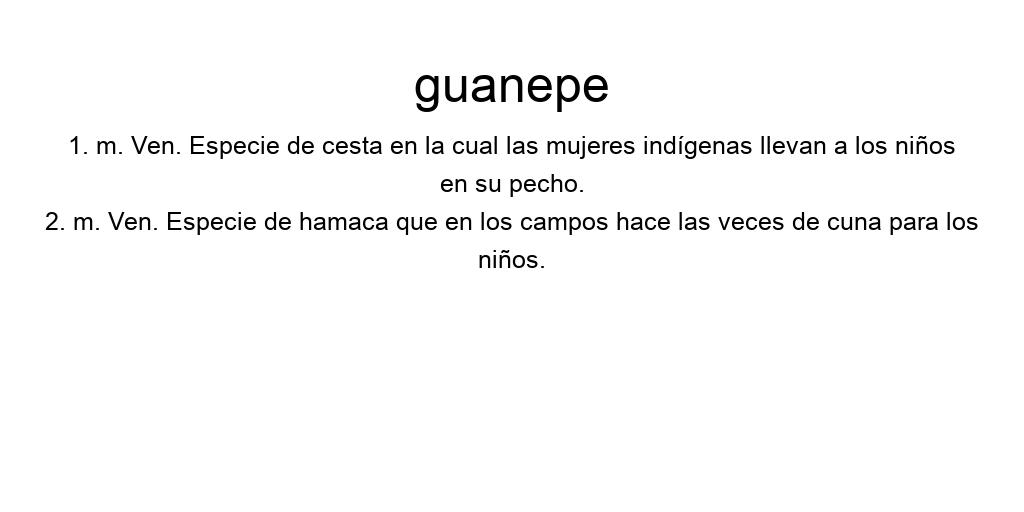 guanepe
1. m. Ven. Especie de cesta en la cual las mujeres indígenas llevan a los niños
en su pecho.
2. m. Ven. Especie de hamaca que en los campos hace las veces de cuna para los
niños.